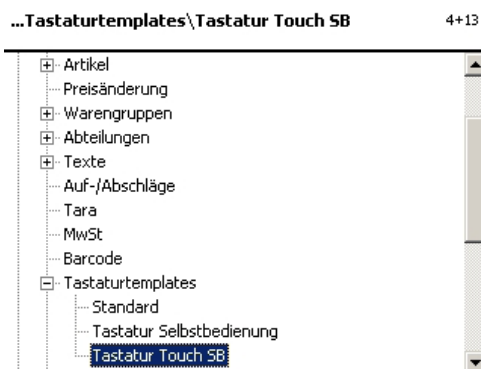 ...Tastaturtemplates\Tastatur Touch SB 4+13
Artikel
Preisänderung
Warengruppen
Abteilungen
Texte
Auf-/Abschläge
Tara
MwSt
Barcode
Tastaturtemplates
Standard
Tastatur Selbstbedienung
Tastatur Touch SB